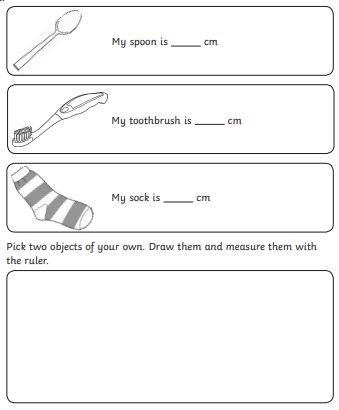 My spoon is _____ cm
My toothbrush is _____ cm
My sock is _____ cm
Pick two objects of your own. Draw them and measure them with
the ruler.